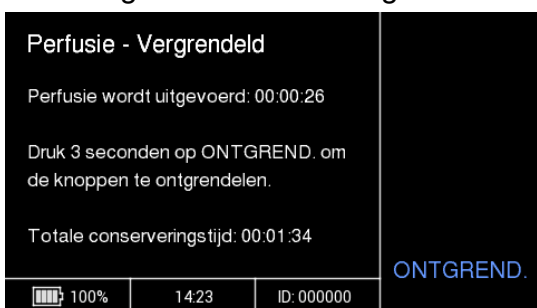 Perfusie - Vergrendeld
Perfusie wordt uitgevoerd: 00:00:26
Druk 3 seconden op ONTGREND. om
de knoppen te ontgrendelen.
Totale conserveringstijd: 00:01:34
ONTGREND.
100%
14:23
ID: 000000